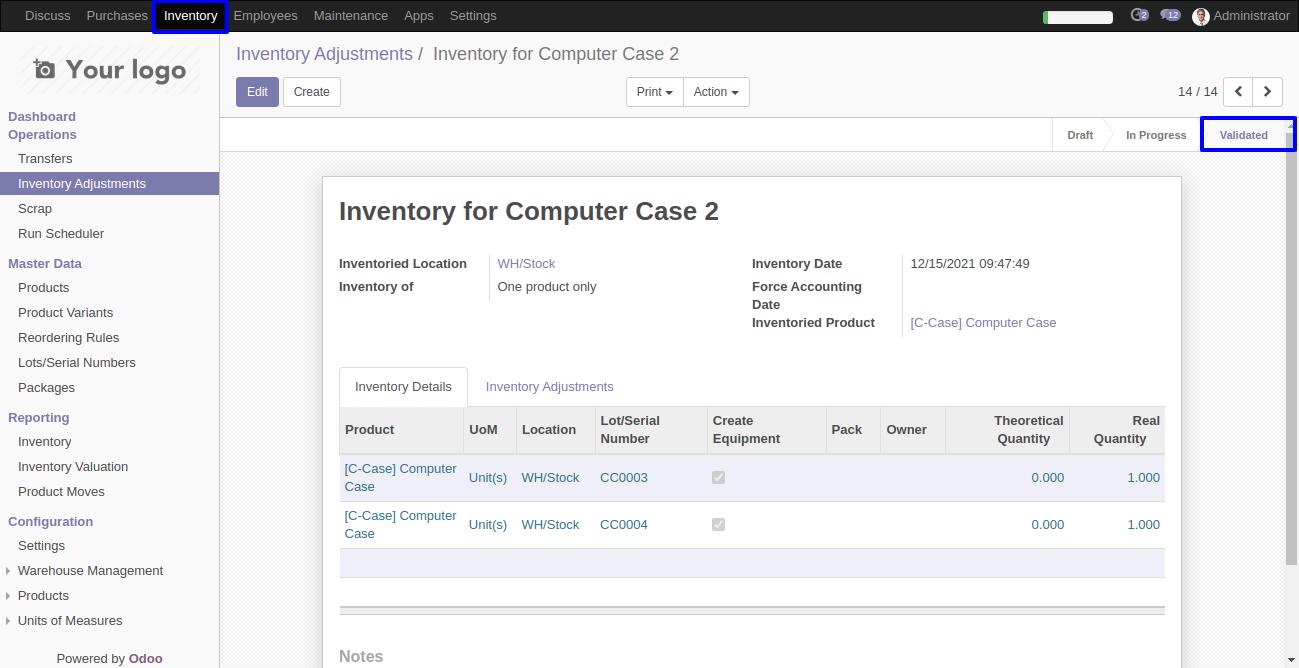 Discuss Purchases Inventory Employees Maintenance Apps Settings 2 12 Administrator
Your logo
Dashboard
Operations
Transfers
Inventory Adjustments
Scrap
Run Scheduler
Master Data
Products
Product Variants
Reordering Rules
Lots/Serial Numbers
Packages
Reporting
Inventory
Inventory Valuation
Product Moves
Configuration
Settings
Warehouse Management
Products
Units of Measures
Powered by Odoo
Inventory Adjustments / Inventory for Computer Case 2
Edit Create Print Action 14 / 14
Draft In Progress Validated
Inventory for Computer Case 2
Inventoried Location WH/Stock
Inventory of One product only
Inventory Date 12/15/2021 09:47:49
Force Accounting
Date
Inventoried Product [C-Case] Computer Case
Inventory Details Inventory Adjustments
Product UoM Location Lot/Serial Number Create Equipment Pack Owner Theoretical Quantity Real Quantity
[C-Case] Computer Case Unit(s) WH/Stock CC0003 0.000 1.000
[C-Case] Computer Case Unit(s) WH/Stock CC0004 0.000 1.000
Notes